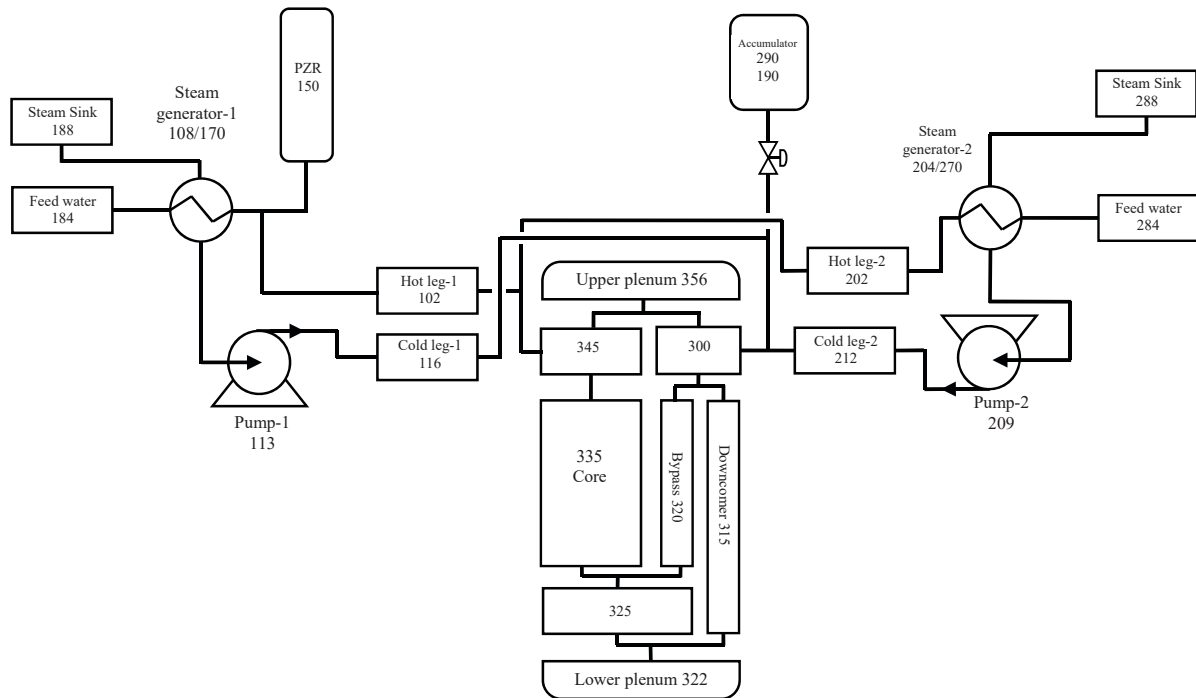 Steam Sink
188
Steam
generator-1
108/170
PZR
150
Feed water
184
Accumulator
290
190
Steam Sink
288
Steam
generator-2
204/270
Feed water
284
Hot leg-1
102
Upper plenum 356
Hot leg-2
202
Cold leg-1
116
345
300
Cold leg-2
212
Pump-1
113
Pump-2
209
335
Core
Bypass 320
Downcomer 315
325
Lower plenum 322